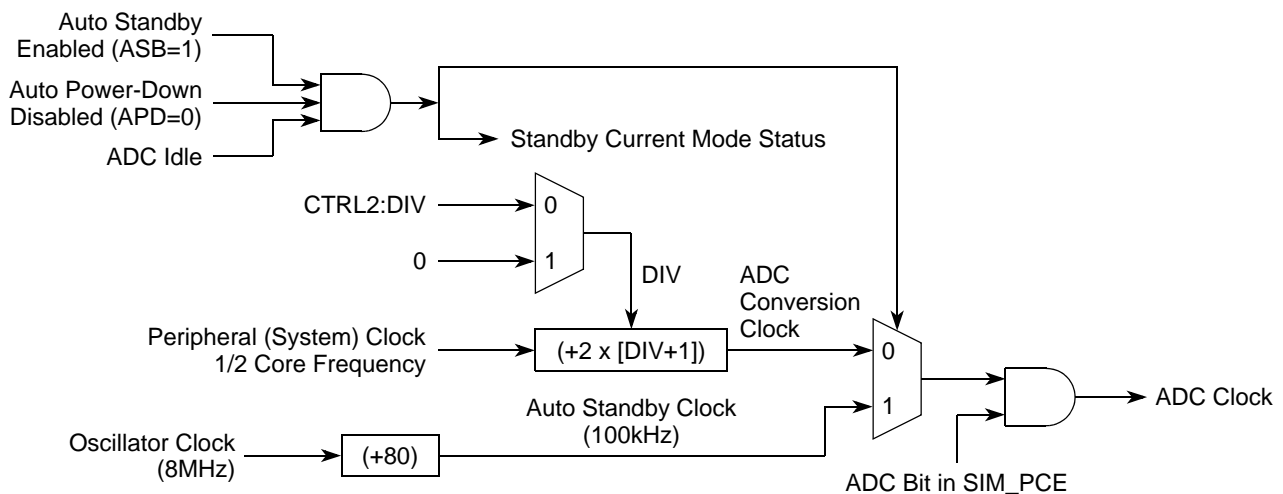 Auto Standby
Enabled (ASB=1)
Auto Power-Down
Disabled (APD=0)
ADC Idle
Standby Current Mode Status
CTRL2:DIV
0
0
1
DIV
ADC
Conversion
Clock
Peripheral (System) Clock
1/2 Core Frequency
(+2 x [DIV+1])
0
1
Auto Standby Clock
(100kHz)
Oscillator Clock
(8MHz)
(+80)
ADC Clock
ADC Bit in SIM_PCE